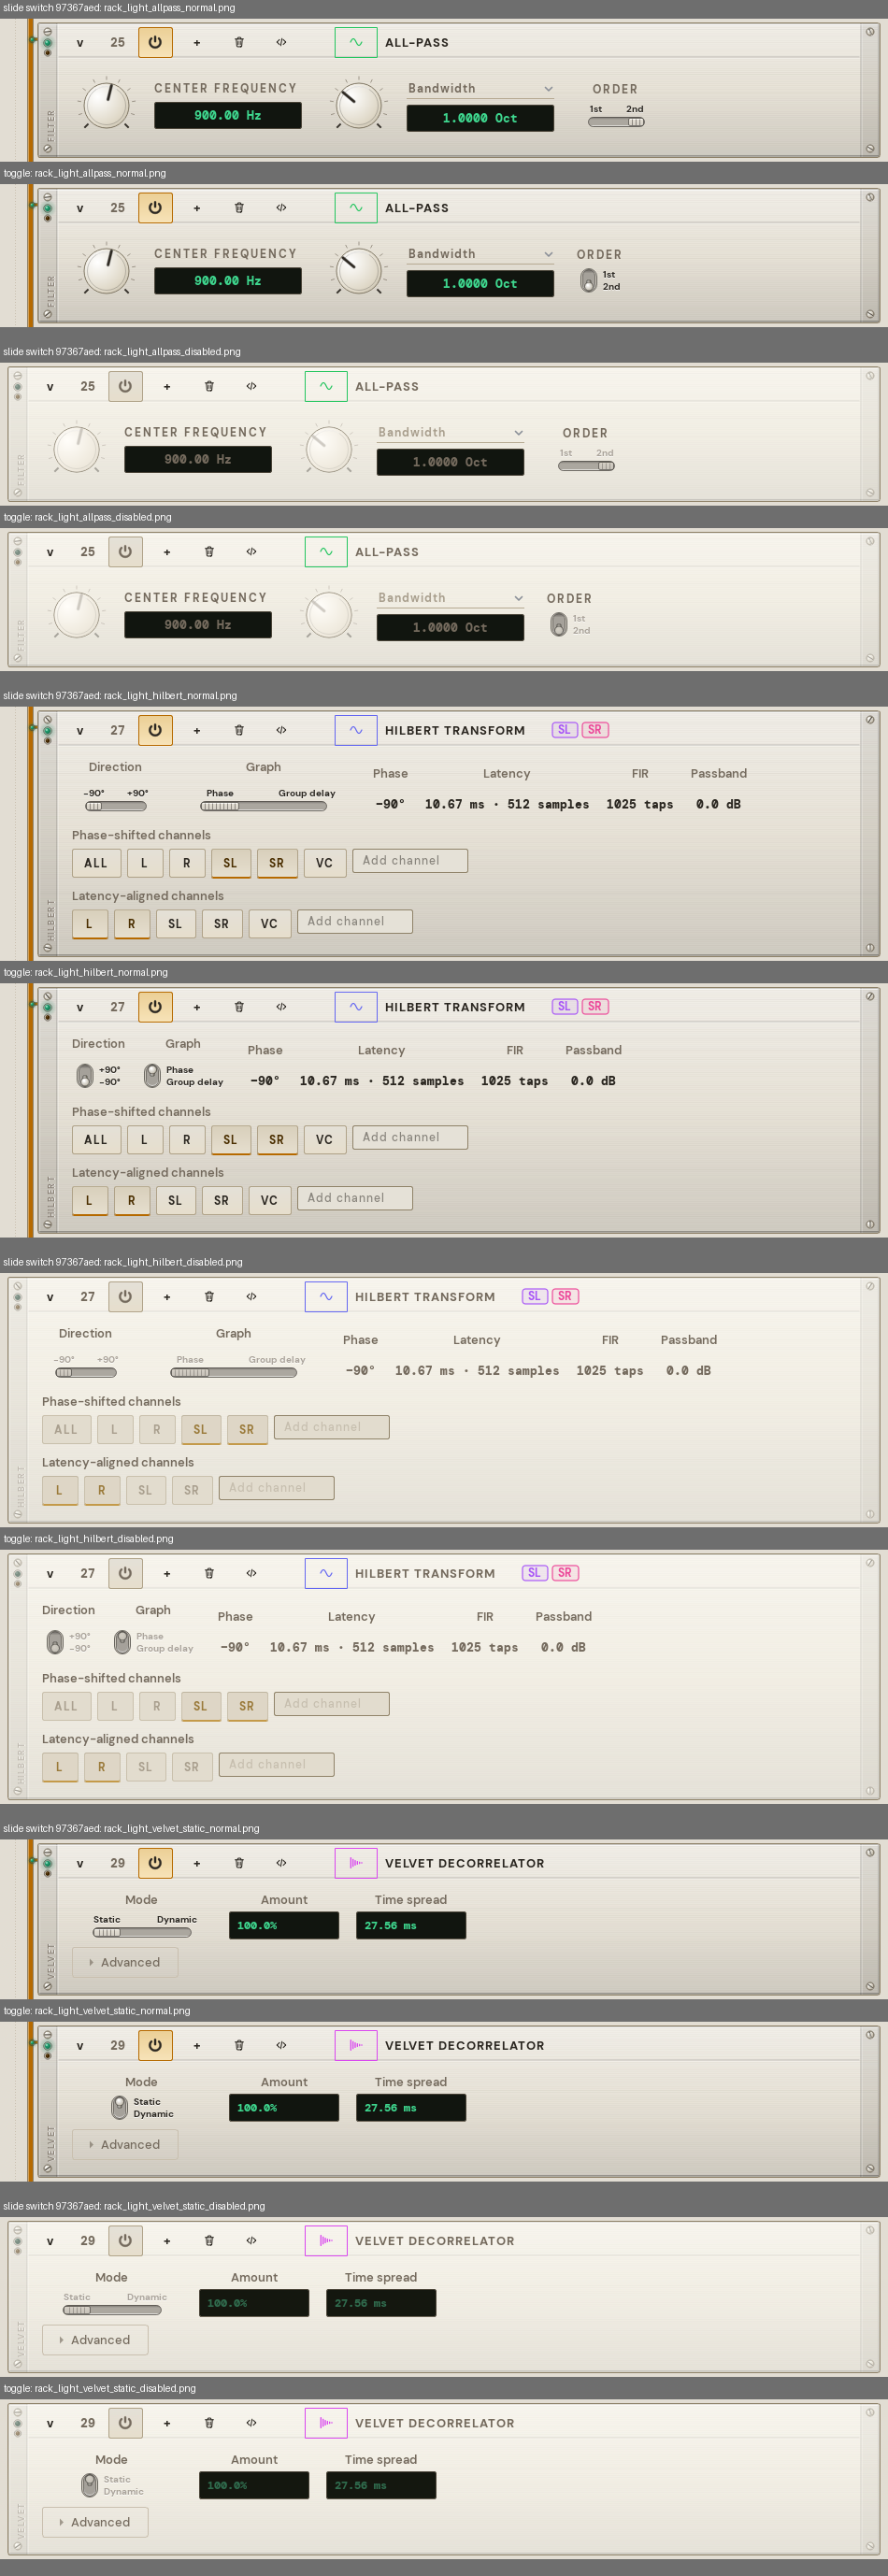 slide switch 97367aed: rack_light_allpass_normal.png
v 25 + </> ALL-PASS
CENTER FREQUENCY Bandwidth ORDER
900.00 Hz 1.0000 Oct 1st 2nd
FILTER
toggle: rack_light_allpass_normal.png
v 25 + </> ALL-PASS
CENTER FREQUENCY Bandwidth ORDER
900.00 Hz 1.0000 Oct 1st
2nd
FILTER
slide switch 97367aed: rack_light_allpass_disabled.png
v 25 + </> ALL-PASS
CENTER FREQUENCY Bandwidth ORDER
900.00 Hz 1.0000 Oct 1st 2nd
FILTER
toggle: rack_light_allpass_disabled.png
v 25 + </> ALL-PASS
CENTER FREQUENCY Bandwidth ORDER
900.00 Hz 1.0000 Oct 1st
2nd
FILTER
slide switch 97367aed: rack_light_hilbert_normal.png
v 27 + </> HILBERT TRANSFORM SL SR
Direction Graph Phase Latency FIR Passband
-90° +90° Phase Group delay −90° 10.67 ms · 512 samples 1025 taps 0.0 dB
Phase-shifted channels
ALL L R SL SR VC Add channel
Latency-aligned channels
L R SL SR VC Add channel
HILBERT
toggle: rack_light_hilbert_normal.png
v 27 + </> HILBERT TRANSFORM SL SR
Direction Graph Phase Latency FIR Passband
+90° Phase
-90° Group delay −90° 10.67 ms · 512 samples 1025 taps 0.0 dB
Phase-shifted channels
ALL L R SL SR VC Add channel
Latency-aligned channels
L R SL SR VC Add channel
HILBERT
slide switch 97367aed: rack_light_hilbert_disabled.png
v 27 + </> HILBERT TRANSFORM SL SR
Direction Graph Phase Latency FIR Passband
-90° +90° Phase Group delay −90° 10.67 ms · 512 samples 1025 taps 0.0 dB
Phase-shifted channels
ALL L R SL SR Add channel
Latency-aligned channels
L R SL SR Add channel
HILBERT
toggle: rack_light_hilbert_disabled.png
v 27 + </> HILBERT TRANSFORM SL SR
Direction Graph Phase Latency FIR Passband
+90° Phase
-90° Group delay −90° 10.67 ms · 512 samples 1025 taps 0.0 dB
Phase-shifted channels
ALL L R SL SR Add channel
Latency-aligned channels
L R SL SR Add channel
HILBERT
slide switch 97367aed: rack_light_velvet_static_normal.png
v 29 + </> VELVET DECORRELATOR
Mode Amount Time spread
Static Dynamic 100.0% 27.56 ms
Advanced
VELVET
toggle: rack_light_velvet_static_normal.png
v 29 + </> VELVET DECORRELATOR
Mode Amount Time spread
Static
Dynamic 100.0% 27.56 ms
Advanced
VELVET
slide switch 97367aed: rack_light_velvet_static_disabled.png
v 29 + </> VELVET DECORRELATOR
Mode Amount Time spread
Static Dynamic 100.0% 27.56 ms
Advanced
VELVET
toggle: rack_light_velvet_static_disabled.png
v 29 + </> VELVET DECORRELATOR
Mode Amount Time spread
Static
Dynamic 100.0% 27.56 ms
Advanced
VELVET